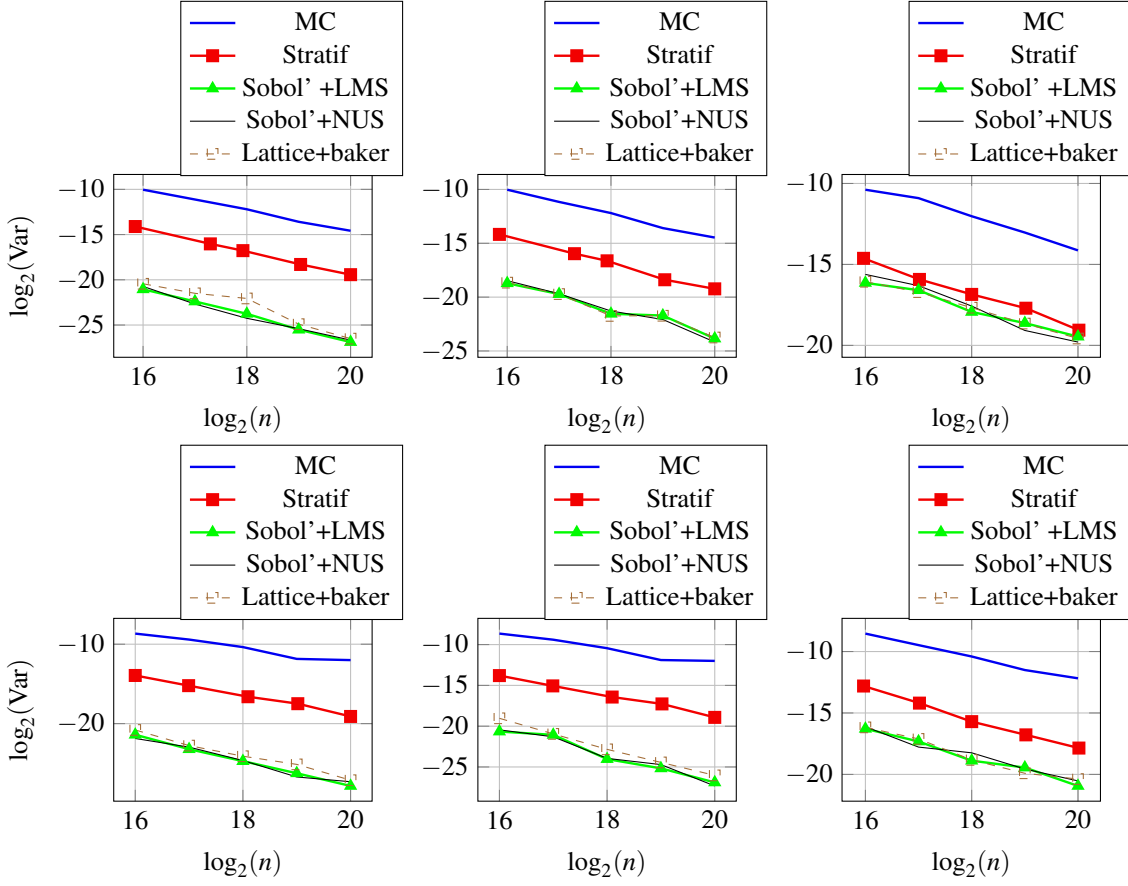 MC
Stratif
Sobol' +LMS
Sobol'+NUS
Lattice+baker
−10
−15
−20
−25
16
18
20
log₂(Var)
log₂(n)
MC
Stratif
Sobol' +LMS
Sobol'+NUS
Lattice+baker
−10
−15
−20
−25
16
18
20
log₂(n)
MC
Stratif
Sobol' +LMS
Sobol'+NUS
Lattice+baker
−10
−15
−20
16
18
20
log₂(n)
MC
Stratif
Sobol'+LMS
Sobol'+NUS
Lattice+baker
−10
−20
16
18
20
log₂(Var)
log₂(n)
MC
Stratif
Sobol' +LMS
Sobol'+NUS
Lattice+baker
−10
−15
−20
−25
16
18
20
log₂(n)
MC
Stratif
Sobol' +LMS
Sobol'+NUS
Lattice+baker
−10
−15
−20
16
18
20
log₂(n)